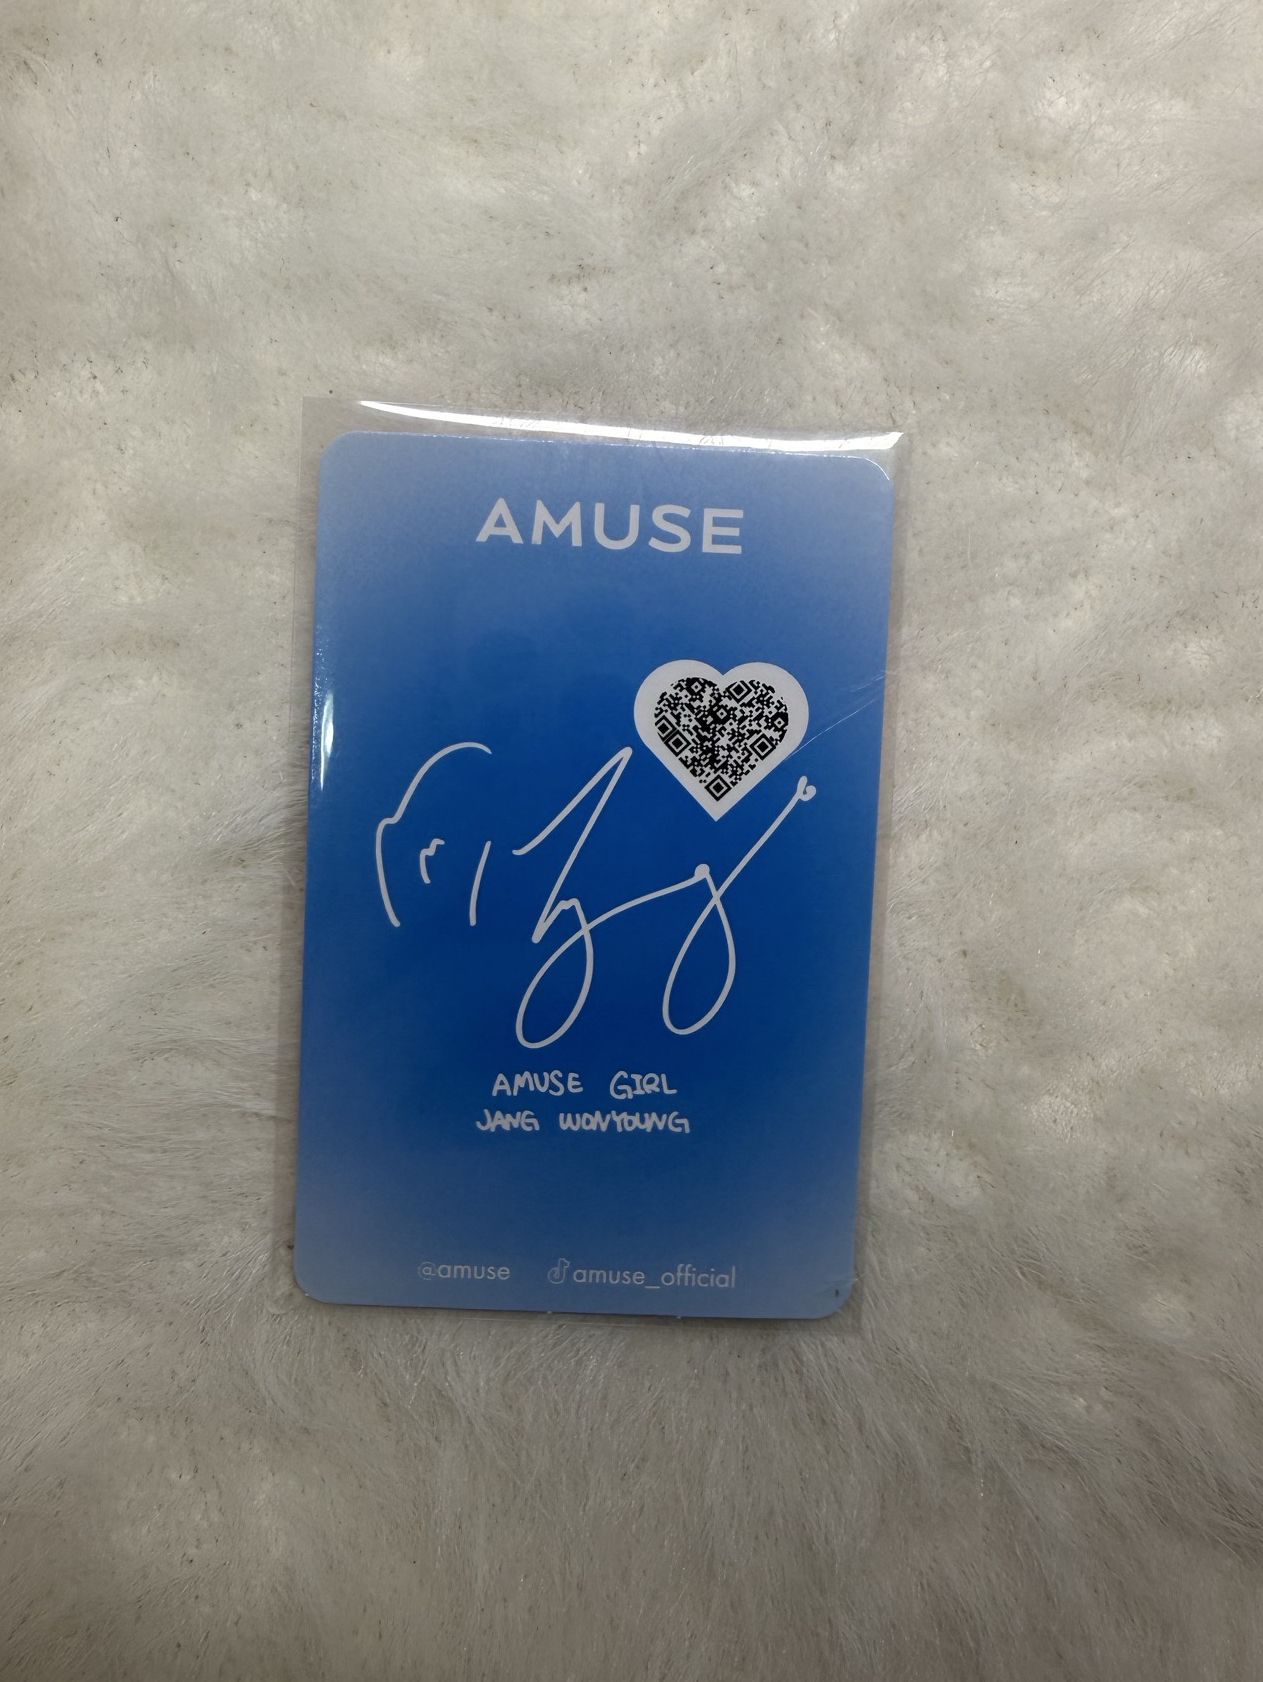 AMUSE
AMUSE GIRL
JANG WONYOUNG
@amuse amuse_official